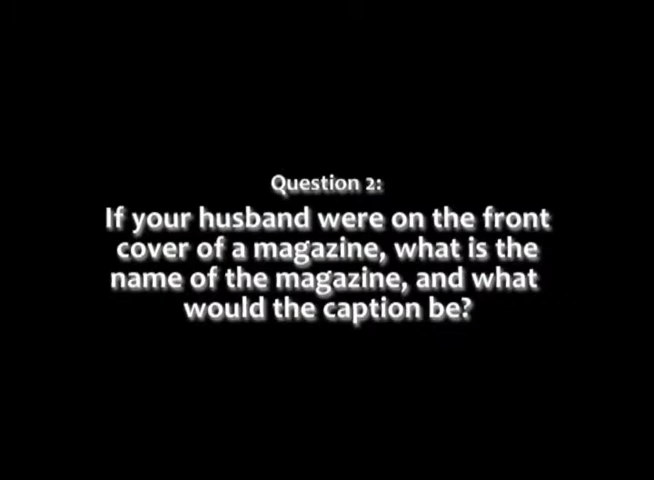 Question 2:
If your husband were on the front
cover of a magazine, what is the
name of the magazine, and what
would the caption be?